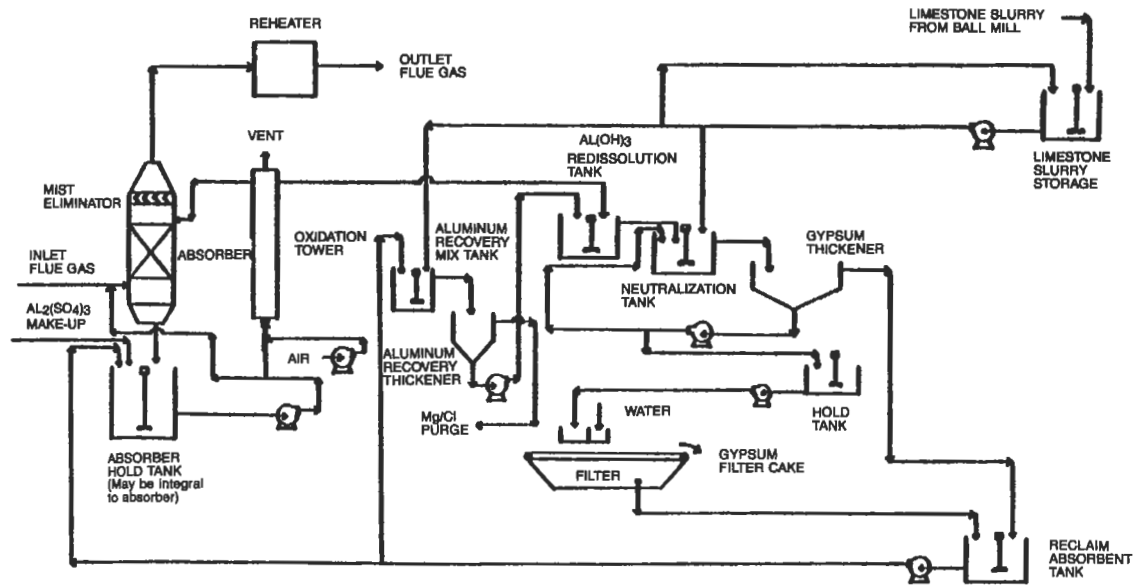 REHEATER
OUTLET
FLUE GAS
LIMESTONE SLURRY
FROM BALL MILL
VENT
AL(OH)3
REDISSOLUTION
TANK
LIMESTONE
SLURRY
STORAGE
MIST
ELIMINATOR
INLET
FLUE GAS
ABSORBER
OXIDATION
TOWER
ALUMINUM
RECOVERY
MIX TANK
GYPSUM
THICKENER
NEUTRALIZATION
TANK
AL2(SO4)3
MAKE-UP
AIR
ALUMINUM
RECOVERY
THICKENER
Mg/Cl
PURGE
WATER
HOLD
TANK
ABSORBER
HOLD TANK
(May be integral
to absorber)
FILTER
GYPSUM
FILTER CAKE
RECLAIM
ABSORBENT
TANK